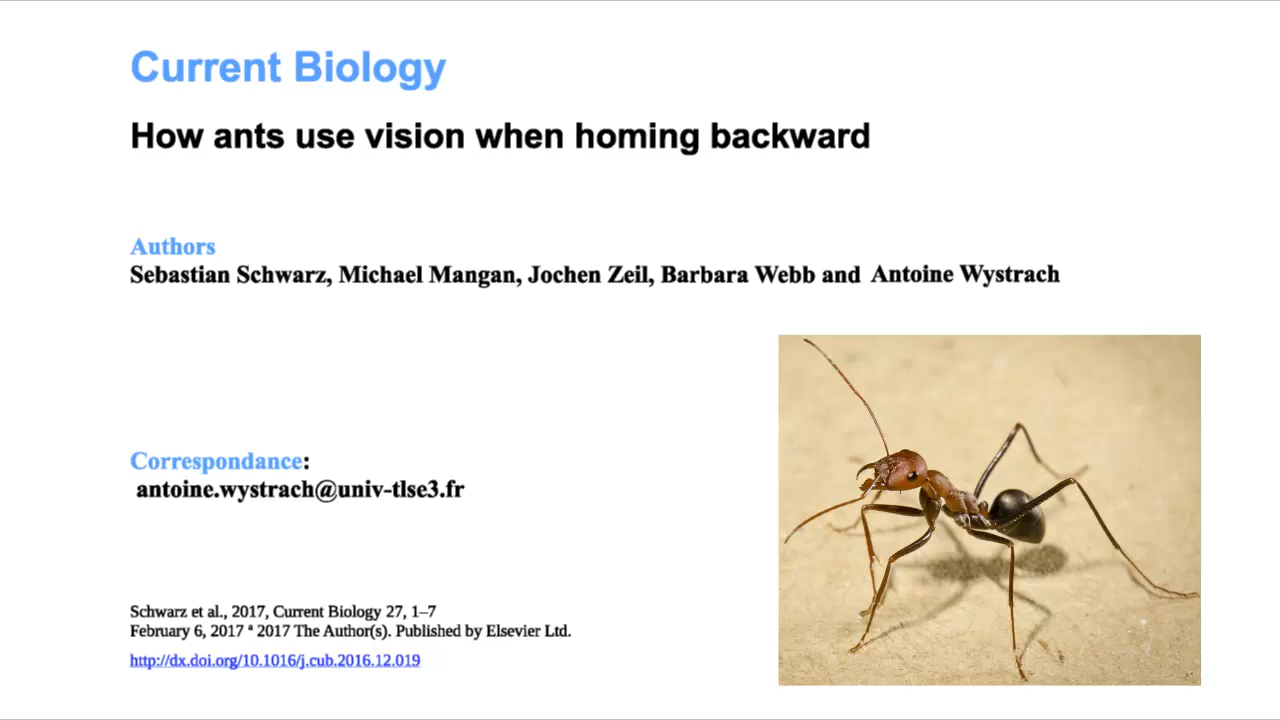 Current Biology
How ants use vision when homing backward
Authors
Sebastian Schwarz, Michael Mangan, Jochen Zeil, Barbara Webb and Antoine Wystrach
Correspondance:
antoine.wystrach@univ-tlse3.fr
Schwarz et al., 2017, Current Biology 27, 1–7
February 6, 2017 ª 2017 The Author(s). Published by Elsevier Ltd.
http://dx.doi.org/10.1016/j.cub.2016.12.019